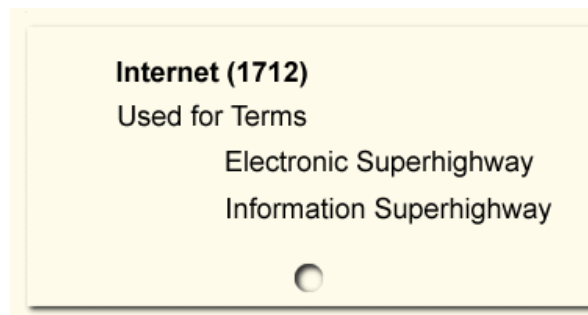 Internet (1712)
Used for Terms
Electronic Superhighway
Information Superhighway